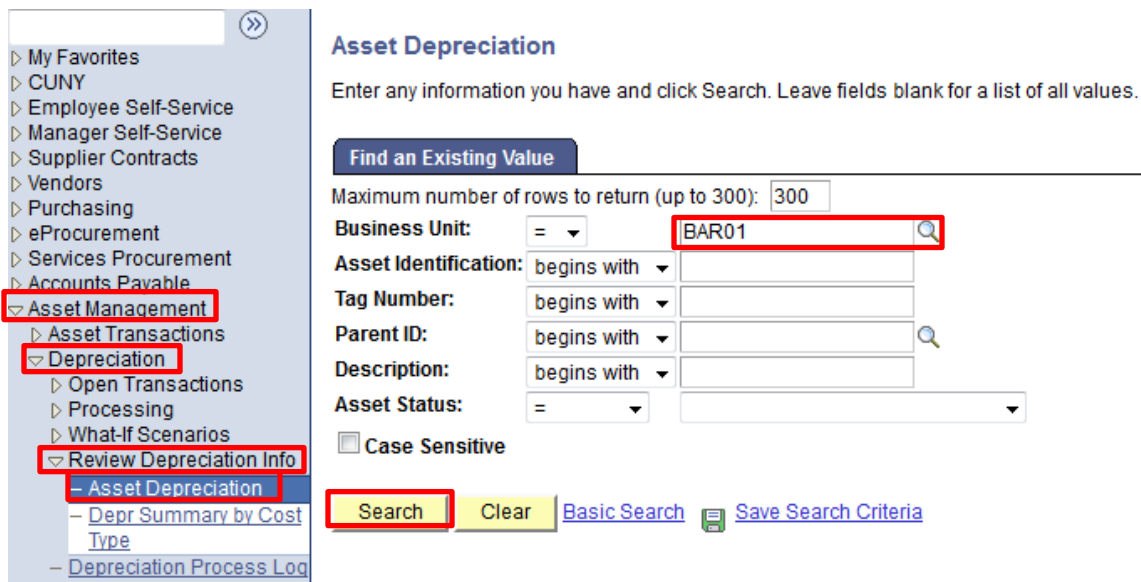 My Favorites
CUNY
Employee Self-Service
Manager Self-Service
Supplier Contracts
Vendors
Purchasing
eProcurement
Services Procurement
Accounts Payable
Asset Management
Asset Transactions
Depreciation
Open Transactions
Processing
What-If Scenarios
Review Depreciation Info
– Asset Depreciation
– Depr Summary by Cost
Type
– Depreciation Process Log
Asset Depreciation
Enter any information you have and click Search. Leave fields blank for a list of all values.
Find an Existing Value
Maximum number of rows to return (up to 300): 300
Business Unit: = BAR01
Asset Identification: begins with
Tag Number: begins with
Parent ID: begins with
Description: begins with
Asset Status: =
Case Sensitive
Search Clear Basic Search Save Search Criteria